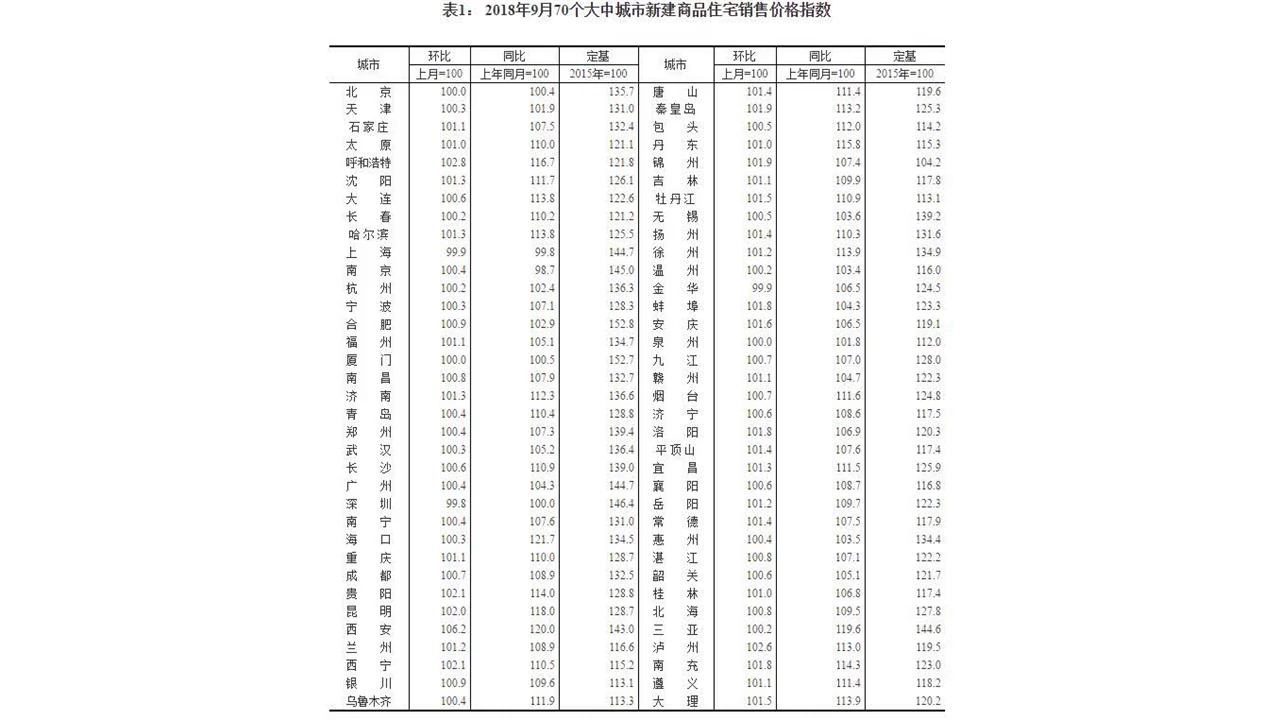 表1： 2018年9月70个大中城市新建商品住宅销售价格指数
城市 环比 同比 定基 城市 环比 同比 定基
上月=100 上年同月=100 2015年=100 上月=100 上年同月=100 2015年=100
北京 100.0 100.4 135.7 唐山 101.4 111.4 119.6
天津 100.3 101.9 131.0 秦皇岛 101.9 113.2 125.3
石家庄 101.1 107.5 132.4 包头 100.5 112.0 114.2
太原 101.0 110.0 121.1 丹东 101.0 115.8 115.3
呼和浩特 102.8 116.7 121.8 锦州 101.9 107.4 104.2
沈阳 101.3 111.7 126.1 吉林 101.1 109.9 117.8
大连 100.6 113.8 122.6 牡丹江 101.5 110.9 113.1
长春 100.2 110.2 121.2 无锡 100.5 103.6 139.2
哈尔滨 101.3 113.8 125.5 扬州 101.4 110.3 131.6
上海 99.9 99.8 144.7 徐州 101.2 113.9 134.9
南京 100.4 98.7 145.0 温州 100.2 103.4 116.0
杭州 100.2 102.4 136.3 金华 99.9 106.5 124.5
宁波 100.3 107.1 128.3 蚌埠 101.8 104.3 123.3
合肥 100.9 102.9 152.8 安庆 101.6 106.5 119.1
福州 101.1 105.1 134.7 泉州 100.0 101.8 112.0
厦门 100.0 100.5 152.7 九江 100.7 107.0 128.0
南昌 100.8 107.9 132.7 赣州 101.1 104.7 122.3
济南 101.3 112.3 136.6 烟台 100.7 111.6 124.8
青岛 100.4 110.4 128.8 济宁 100.6 108.6 117.5
郑州 100.4 107.3 139.4 洛阳 101.8 106.9 120.3
武汉 100.3 105.2 136.4 平顶山 101.4 107.6 117.4
长沙 100.6 110.9 139.0 宜昌 101.3 111.5 125.9
广州 100.4 104.3 144.7 襄阳 100.6 108.7 116.8
深圳 99.8 100.0 146.4 岳阳 101.2 109.7 122.3
南宁 100.4 107.6 131.0 常德 101.4 107.5 117.9
海口 100.3 121.7 134.5 惠州 100.4 103.5 134.4
重庆 101.1 110.0 128.7 湛江 100.8 107.1 122.2
成都 100.7 108.9 132.5 韶关 100.6 105.1 121.7
贵阳 102.1 114.0 128.8 桂林 101.0 106.8 117.4
昆明 102.0 118.0 128.7 北海 100.8 109.5 127.8
西安 106.2 120.0 143.0 三亚 100.2 119.6 144.6
兰州 101.2 108.9 116.6 泸州 102.6 113.0 119.5
西宁 102.1 110.5 115.2 南充 101.8 114.3 123.0
银川 100.9 109.6 113.1 遵义 101.1 111.4 118.2
乌鲁木齐 100.4 111.9 113.3 大理 101.5 113.9 120.2